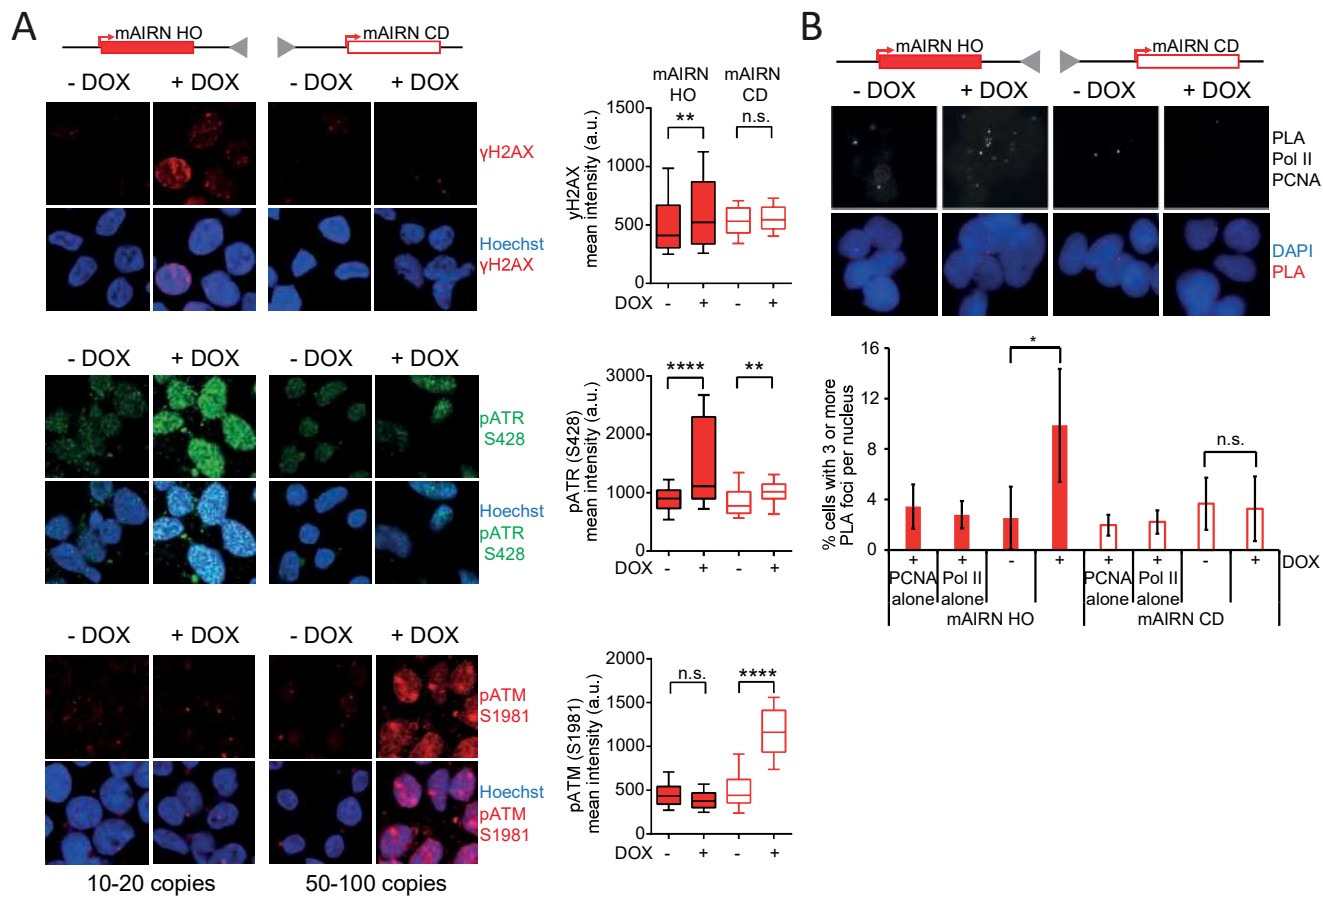 A
mAIRN HO
mAIRN CD
- DOX
+ DOX
- DOX
+ DOX
γH2AX
Hoechst
γH2AX
mAIRN
HO
mAIRN
CD
yH2AX
mean intensity (a.u.)
1500
1000
500
0
**
n.s.
DOX - + - +
- DOX
+ DOX
- DOX
+ DOX
pATR
S428
Hoechst
pATR
S428
pATR (S428)
mean intensity (a.u.)
3000
2000
1000
0
****
**
DOX - + - +
- DOX
+ DOX
- DOX
+ DOX
pATM
S1981
Hoechst
pATM
S1981
10-20 copies
50-100 copies
pATM (S1981)
mean intensity (a.u.)
2000
1500
1000
500
0
n.s.
****
DOX - + - +
B
mAIRN HO
mAIRN CD
- DOX
+ DOX
- DOX
+ DOX
PLA
Pol II
PCNA
DAPI
PLA
% cells with 3 or more
PLA foci per nucleus
16
12
8
4
0
*
n.s.
+ + - + + + - + DOX
PCNA
alone
Pol II
alone
PCNA
alone
Pol II
alone
mAIRN HO
mAIRN CD